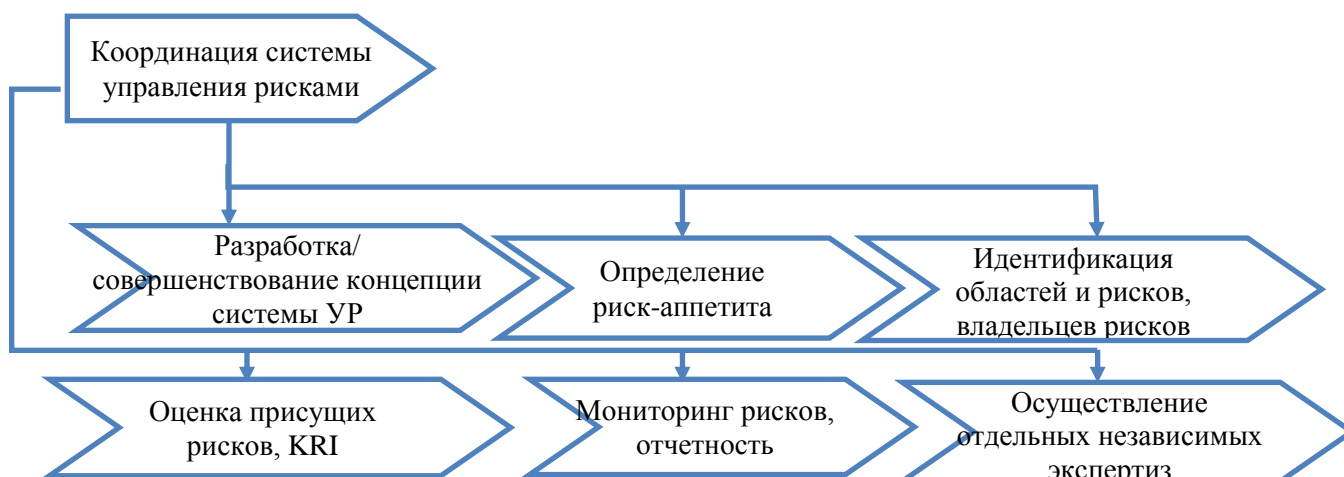 Координация системы
управления рисками
Разработка/
совершенствование концепции
системы УР
Определение
риск-аппетита
Идентификация
областей и рисков,
владельцев рисков
Оценка присущих
рисков, KRI
Мониторинг рисков,
отчетность
Осуществление
отдельных независимых
экспертиз